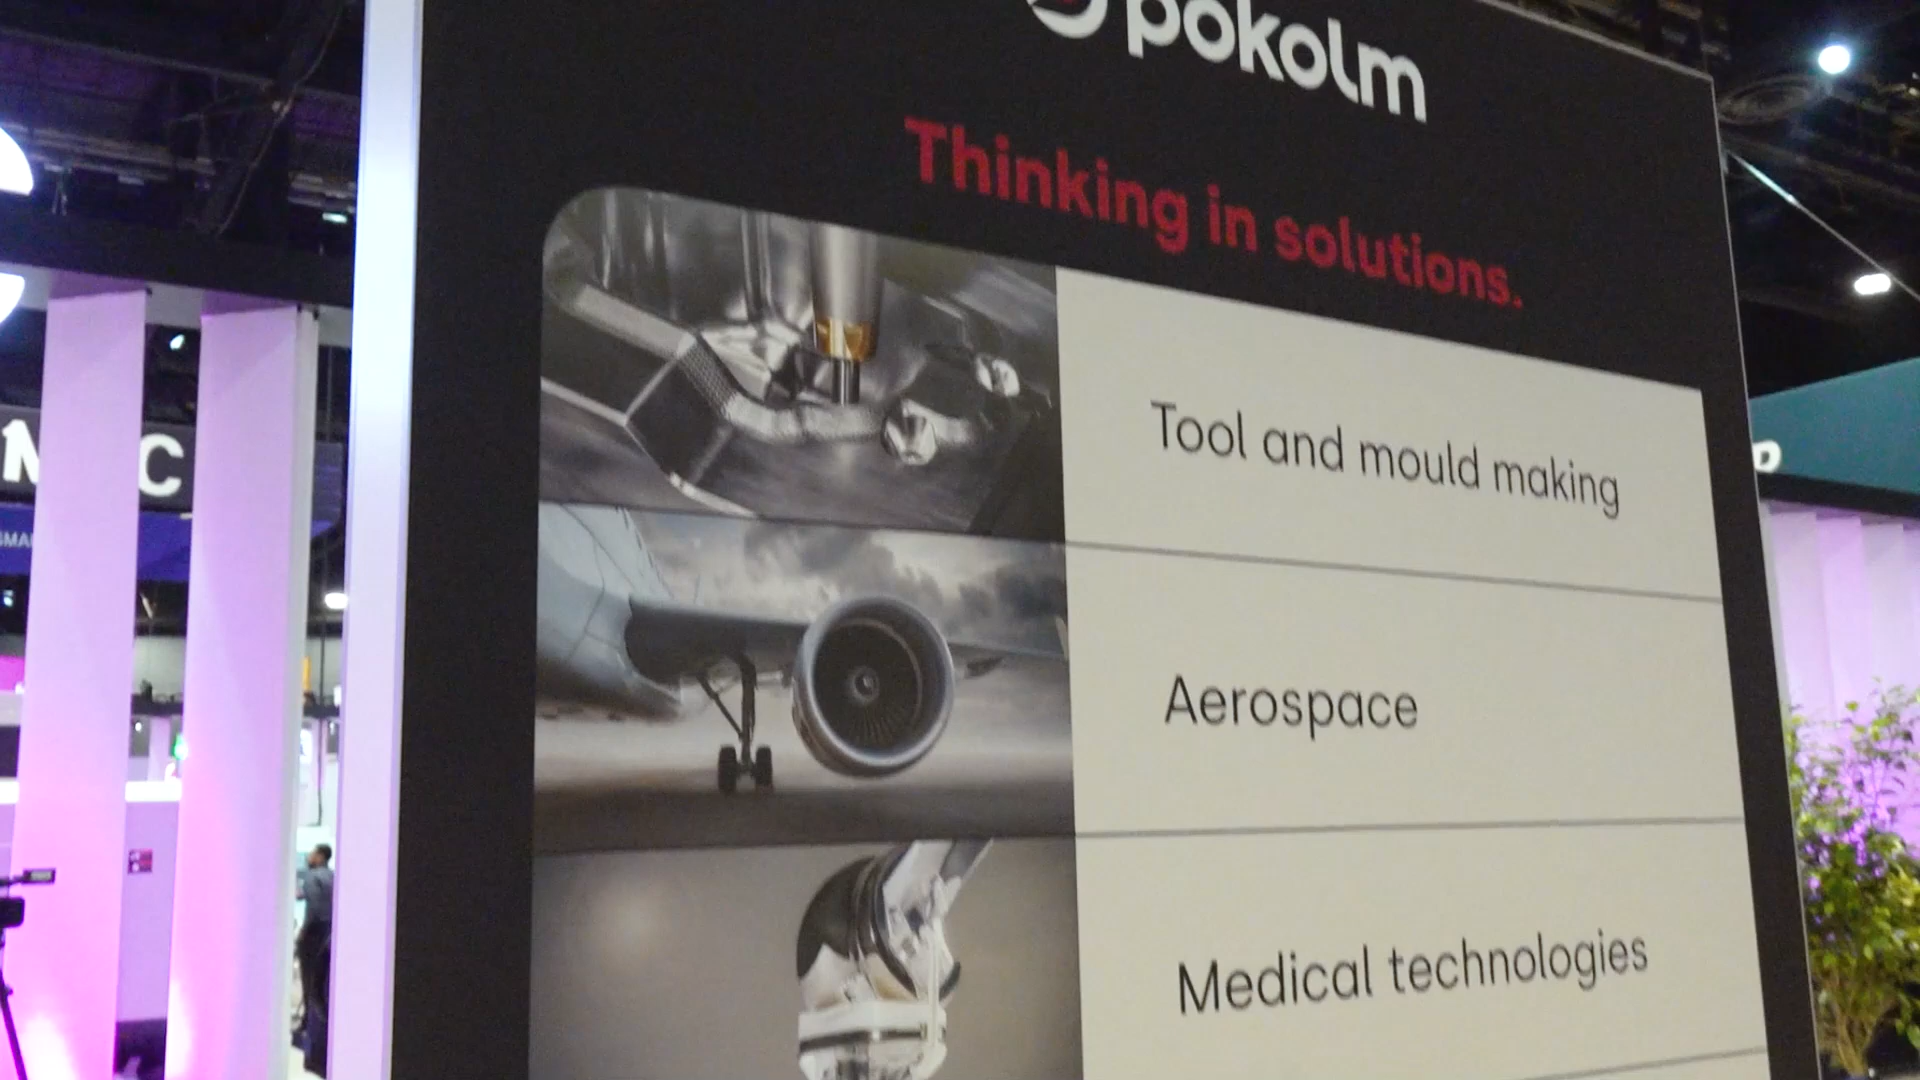 pokolm
Thinking in solutions.
Tool and mould making
Aerospace
Medical technologies